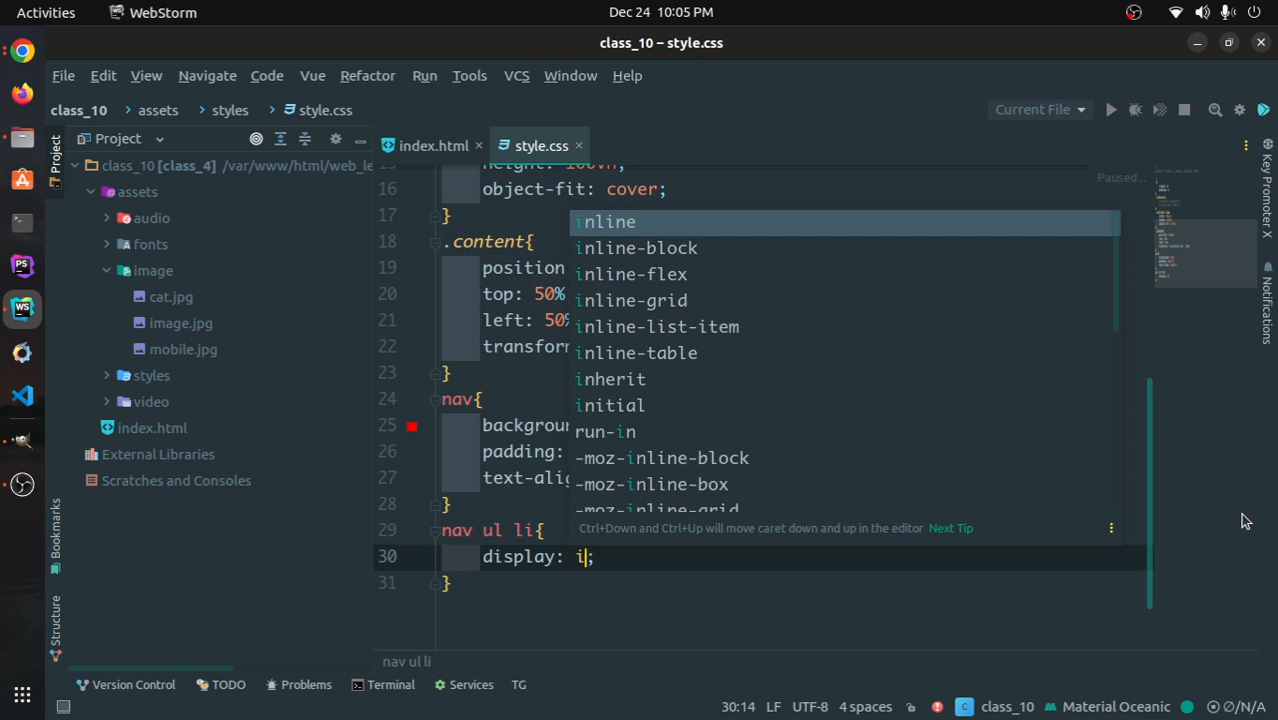 Activities WebStorm Dec 24 10:05 PM
class_10 – style.css
File Edit View Navigate Code Vue Refactor Run Tools VCS Window Help
class_10 assets styles style.css Current File
Project
Project
index.html
style.css
class_10 [class_4] /var/www/html/web_le
assets
audio
fonts
image
cat.jpg
image.jpg
mobile.jpg
styles
video
index.html
External Libraries
Scratches and Consoles
Bookmarks
Structure
Paused...
16 object-fit: cover;
17 }
18 .content{
19 position
20 top: 50%
21 left: 50%
22 transform
23 }
24 nav{
25 backgroun
26 padding:
27 text-alig
28 }
29 nav ul li{
30 display: i;
31 }
inline
inline-block
inline-flex
inline-grid
inline-list-item
inline-table
inherit
initial
run-in
-moz-inline-block
-moz-inline-box
-moz-inline-grid
Ctrl+Down and Ctrl+Up will move caret down and up in the editor Next Tip
Key Promoter X
Notifications
nav ul li
Version Control TODO Problems Terminal Services TG
30:14 LF UTF-8 4 spaces class_10 Material Oceanic Ø/N/A